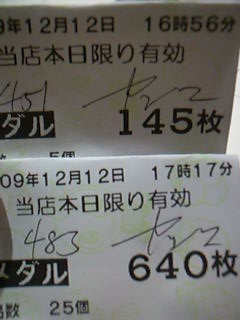 9年12月12日 16時56分
当店本日限り有効
451
ダル 145枚
数 5個
09年12月12日 17時17分
当店本日限り有効
483
メダル 640枚
品数 25個